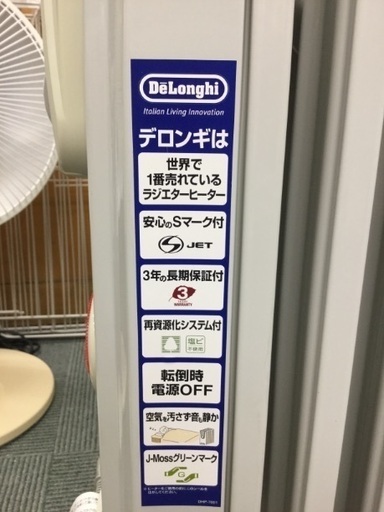 DeLonghi
Italian Living Innovation
デロンギは
世界で
1番売れている
ラジエターヒーター
安心のSマーク付
S JET
3年の長期保証付
3
WARRANTY
再資源化システム付
塩ビ
転倒時
電源OFF
空気を汚さず音も静か
J-Mossグリーンマーク
G